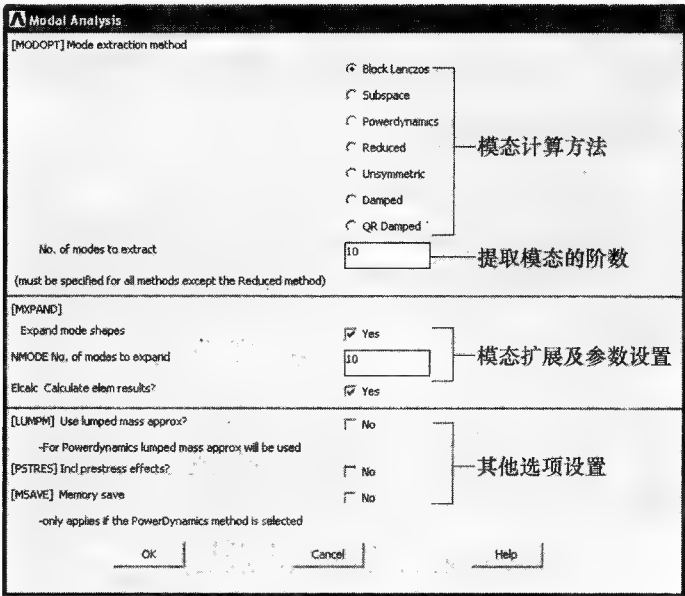 Modal Analysis
[MODOPT] Mode extraction method
Block Lanczos
Subspace
Powerdynamics
Reduced
Unsymmetric
Damped
QR Damped
模态计算方法
No. of modes to extract
10
提取模态的阶数
(must be specified for all methods except the Reduced method)
[MXPAND]
Expand mode shapes
Yes
NMODE No. of modes to expand
10
模态扩展及参数设置
Elcalc Calculate elem results?
Yes
[LUMPM] Use lumped mass approx?
No
-For Powerdynamics lumped mass approx will be used
[PSTRES] Incl prestress effects?
No
其他选项设置
[MSAVE] Memory save
No
-only applies if the PowerDynamics method is selected
OK Cancel Help